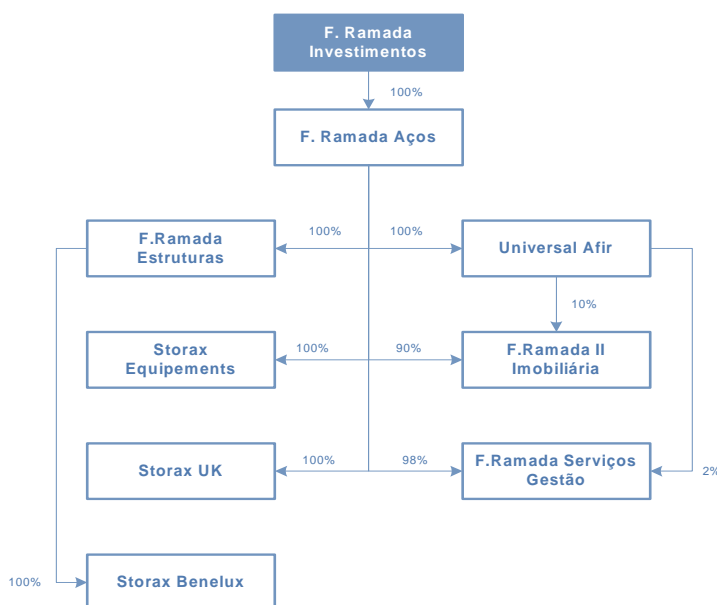 F. Ramada
Investimentos
100%
F. Ramada Aços
F.Ramada
Estruturas
100%
100%
Universal Afir
10%
Storax
Equipements
100%
90%
F.Ramada II
Imobiliária
Storax UK
100%
98%
F.Ramada Serviços
Gestão
2%
100%
Storax Benelux